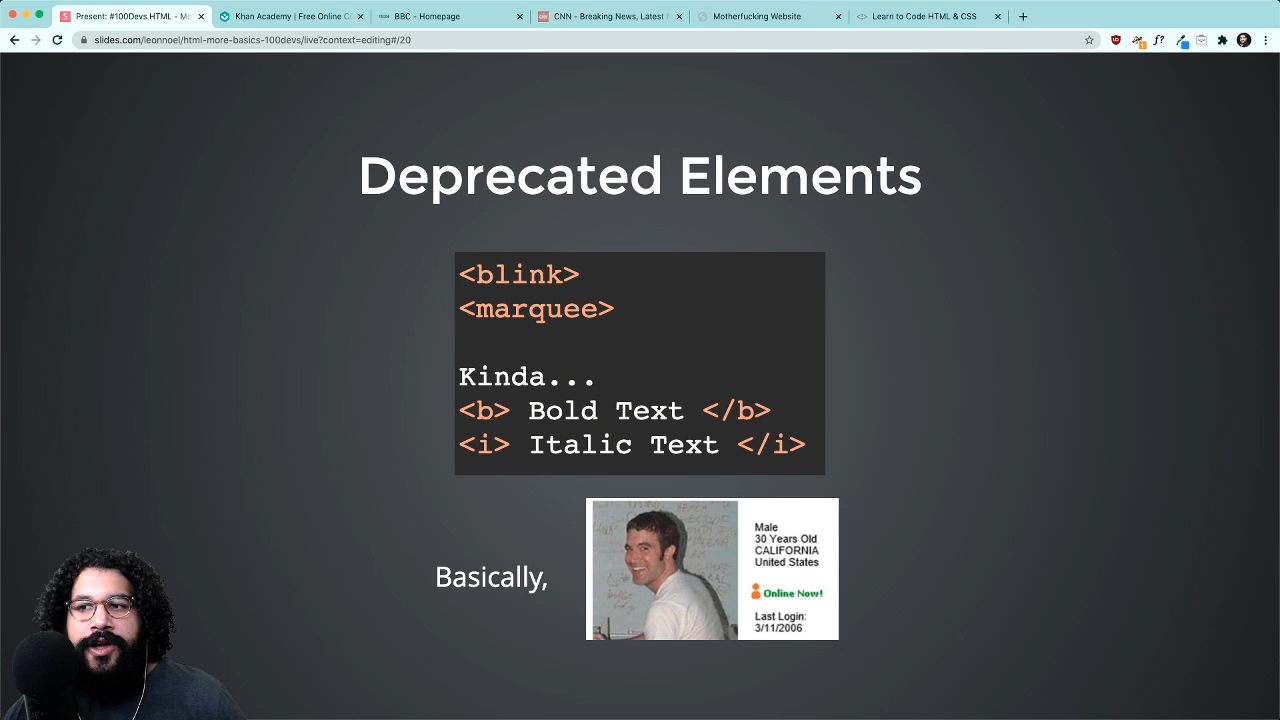 Present: #100Devs HTML - Mo
Khan Academy | Free Online C
BBC - Homepage
CNN - Breaking News, Latest
Motherfucking Website
Learn to Code HTML & CSS
slides.com/leonnoel/html-more-basics-100devs/live?context=editing#/20
Deprecated Elements
<blink>
<marquee>
Kinda...
<b> Bold Text </b>
<i> Italic Text </i>
Basically,
Male
30 Years Old
CALIFORNIA
United States
Online Now!
Last Login:
3/11/2006